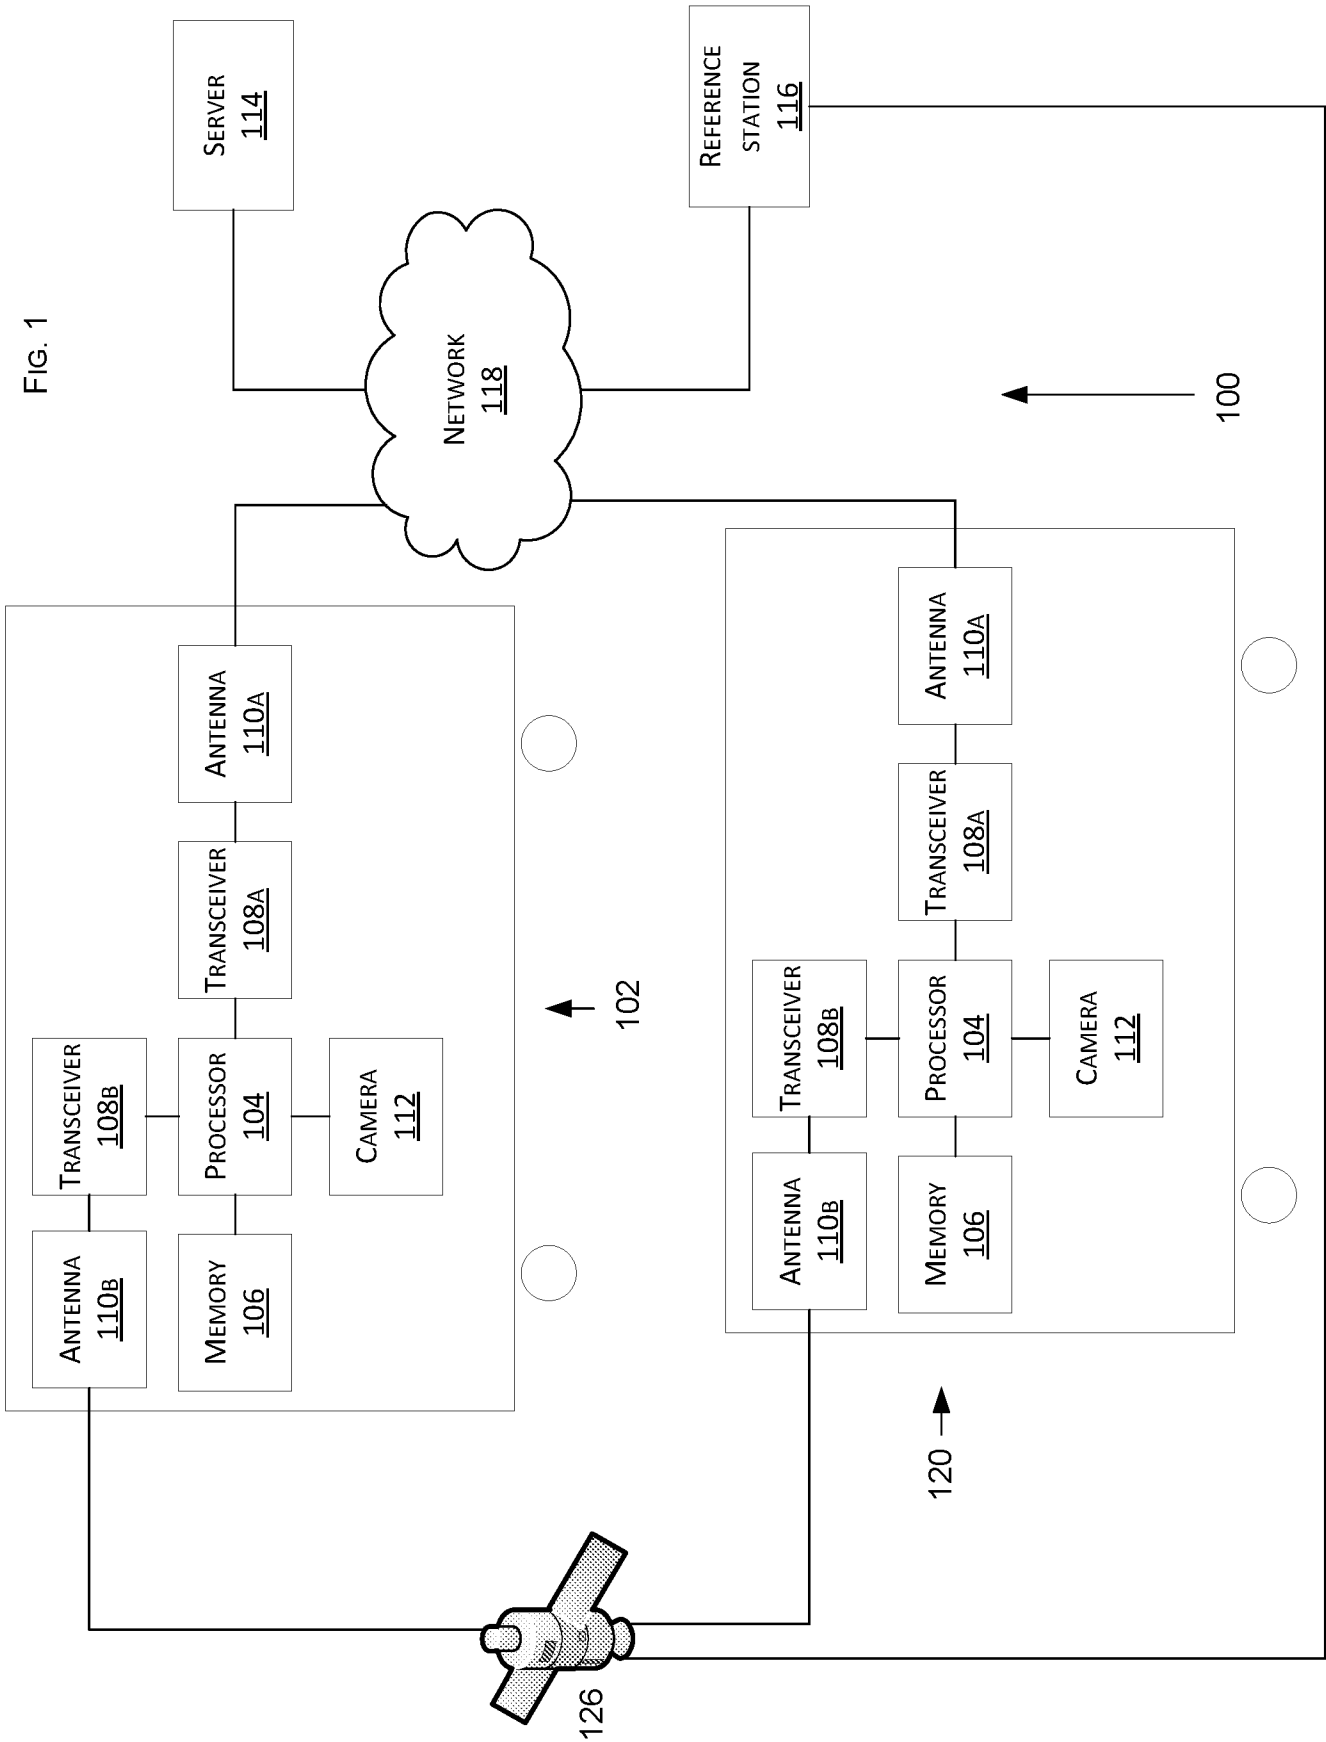 FIG. 1
ANTENNA
110B
TRANSCEIVER
108B
MEMORY
106
PROCESSOR
104
TRANSCEIVER
108A
ANTENNA
110A
CAMERA
112
102
SERVER
114
NETWORK
118
REFERENCE
STATION
116
126
ANTENNA
110B
TRANSCEIVER
108B
MEMORY
106
PROCESSOR
104
TRANSCEIVER
108A
ANTENNA
110A
CAMERA
112
120
100